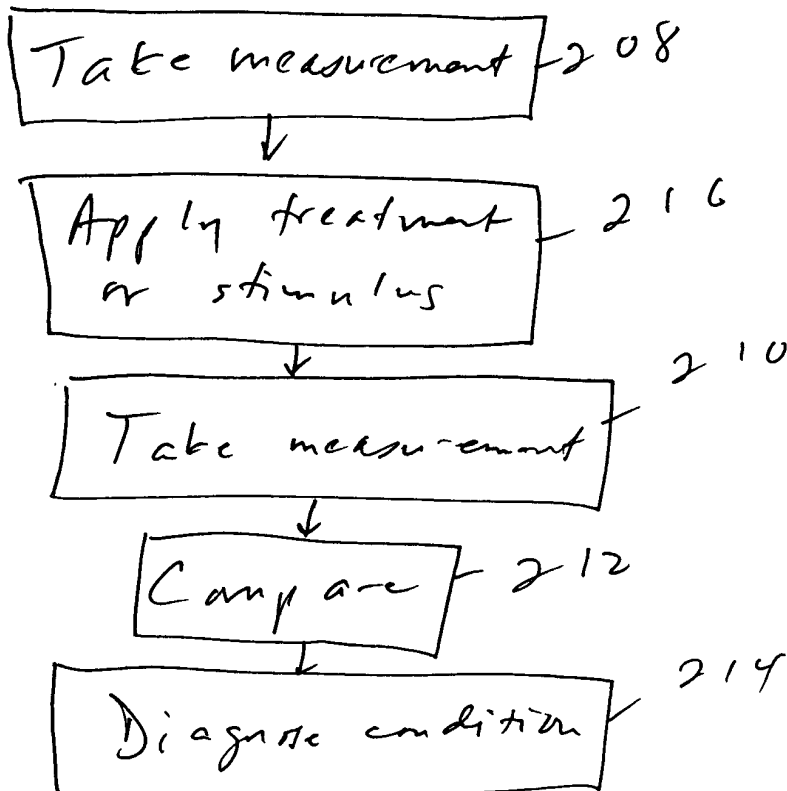 Take measurement 208
Apply treatment 216
or stimulus
210
Take measurement
Compare 212
214
Diagnose condition